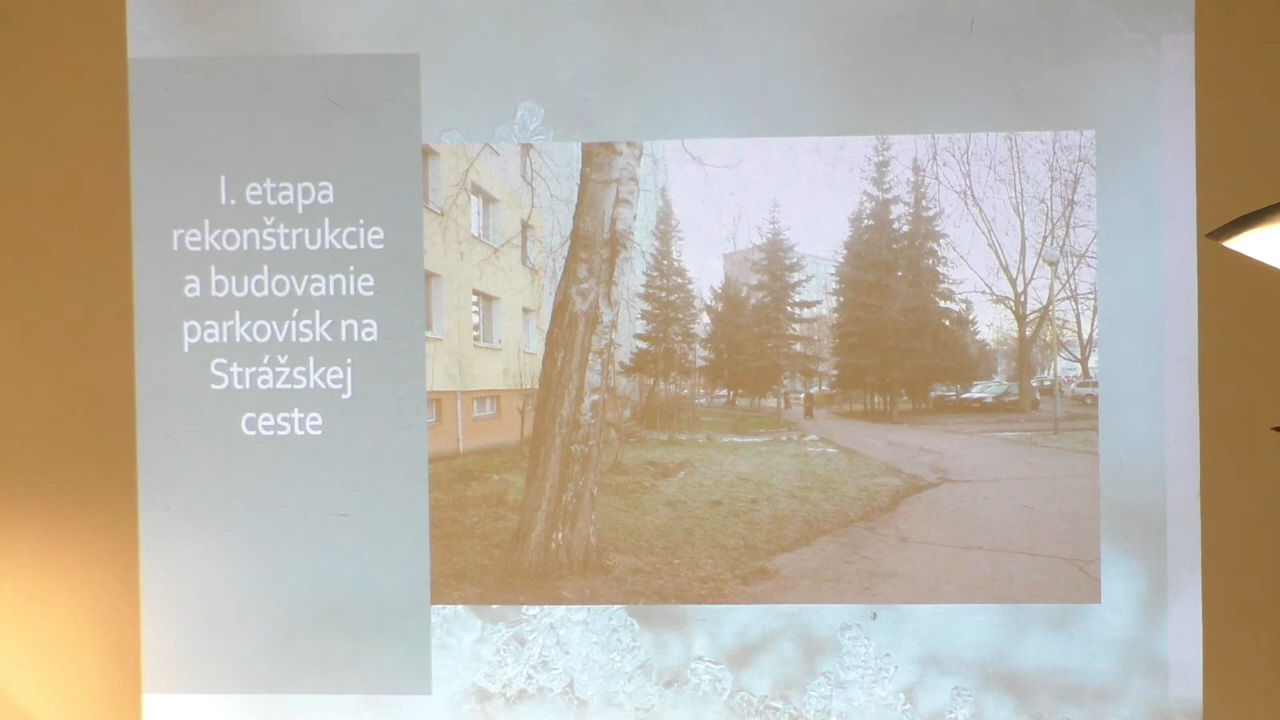 I. etapa
rekonštrukcie
a budovanie
parkovísk na
Strážskej
ceste